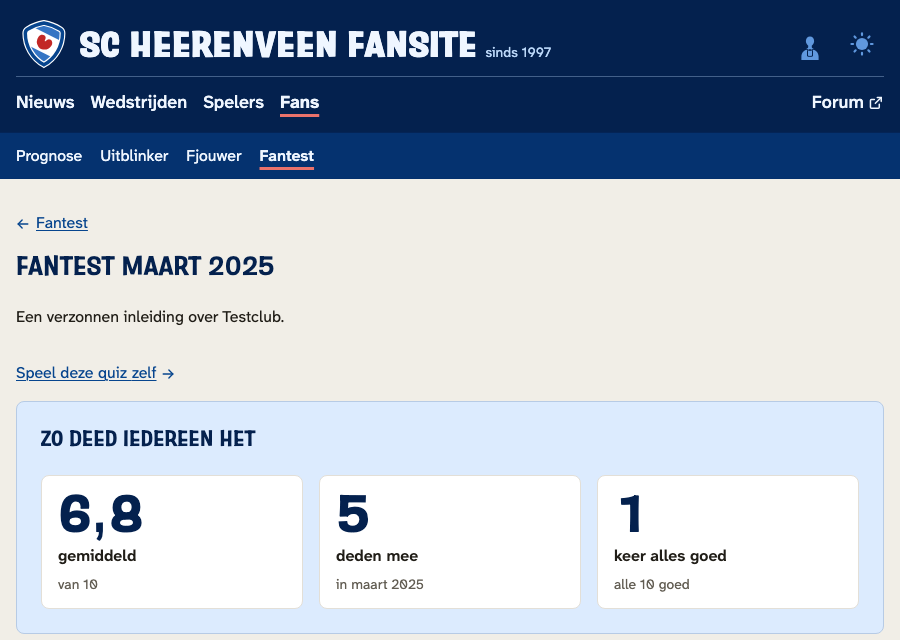 SC HEERENVEEN FANSITE sinds 1997
Nieuws Wedstrijden Spelers Fans Forum
Prognose Uitblinker Fjouwer Fantest
← Fantest
FANTEST MAART 2025
Een verzonnen inleiding over Testclub.
Speel deze quiz zelf →
ZO DEED IEDEREEN HET
6,8
gemiddeld
van 10
5
deden mee
in maart 2025
1
keer alles goed
alle 10 goed